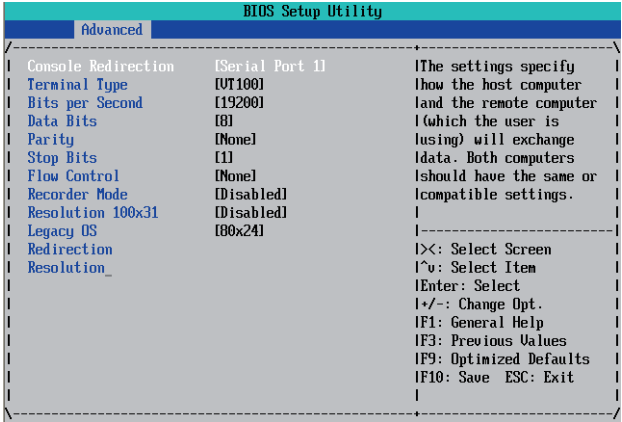 BIOS Setup Utility
Advanced
Console Redirection [Serial Port 1]
Terminal Type [VT100]
Bits per Second [19200]
Data Bits [8]
Parity [None]
Stop Bits [1]
Flow Control [None]
Recorder Mode [Disabled]
Resolution 100x31 [Disabled]
Legacy OS [80x24]
Redirection
Resolution_
The settings specify
how the host computer
and the remote computer
(which the user is
using) will exchange
data. Both computers
should have the same or
compatible settings.
><: Select Screen
^v: Select Item
Enter: Select
+/-: Change Opt.
F1: General Help
F3: Previous Values
F9: Optimized Defaults
F10: Save ESC: Exit